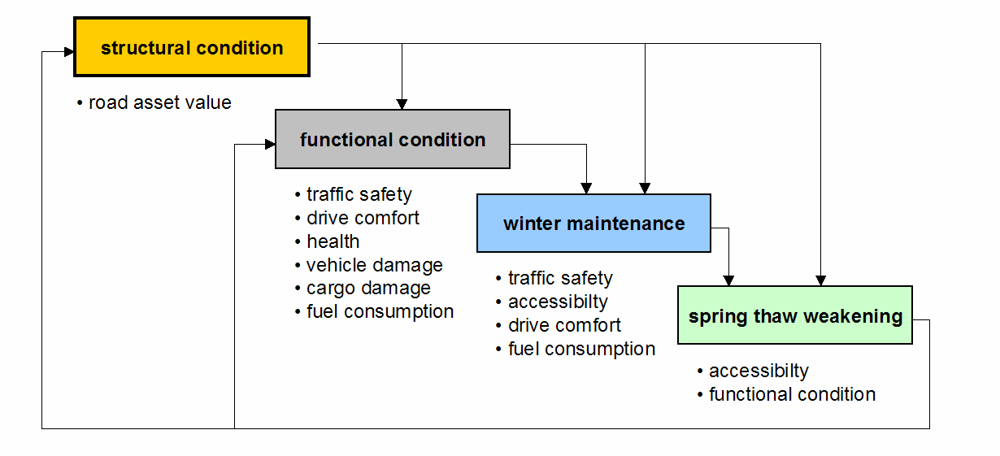 structural condition
• road asset value
functional condition
• traffic safety
• drive comfort
• health
• vehicle damage
• cargo damage
• fuel consumption
winter maintenance
• traffic safety
• accessibilty
• drive comfort
• fuel consumption
spring thaw weakening
• accessibilty
• functional condition